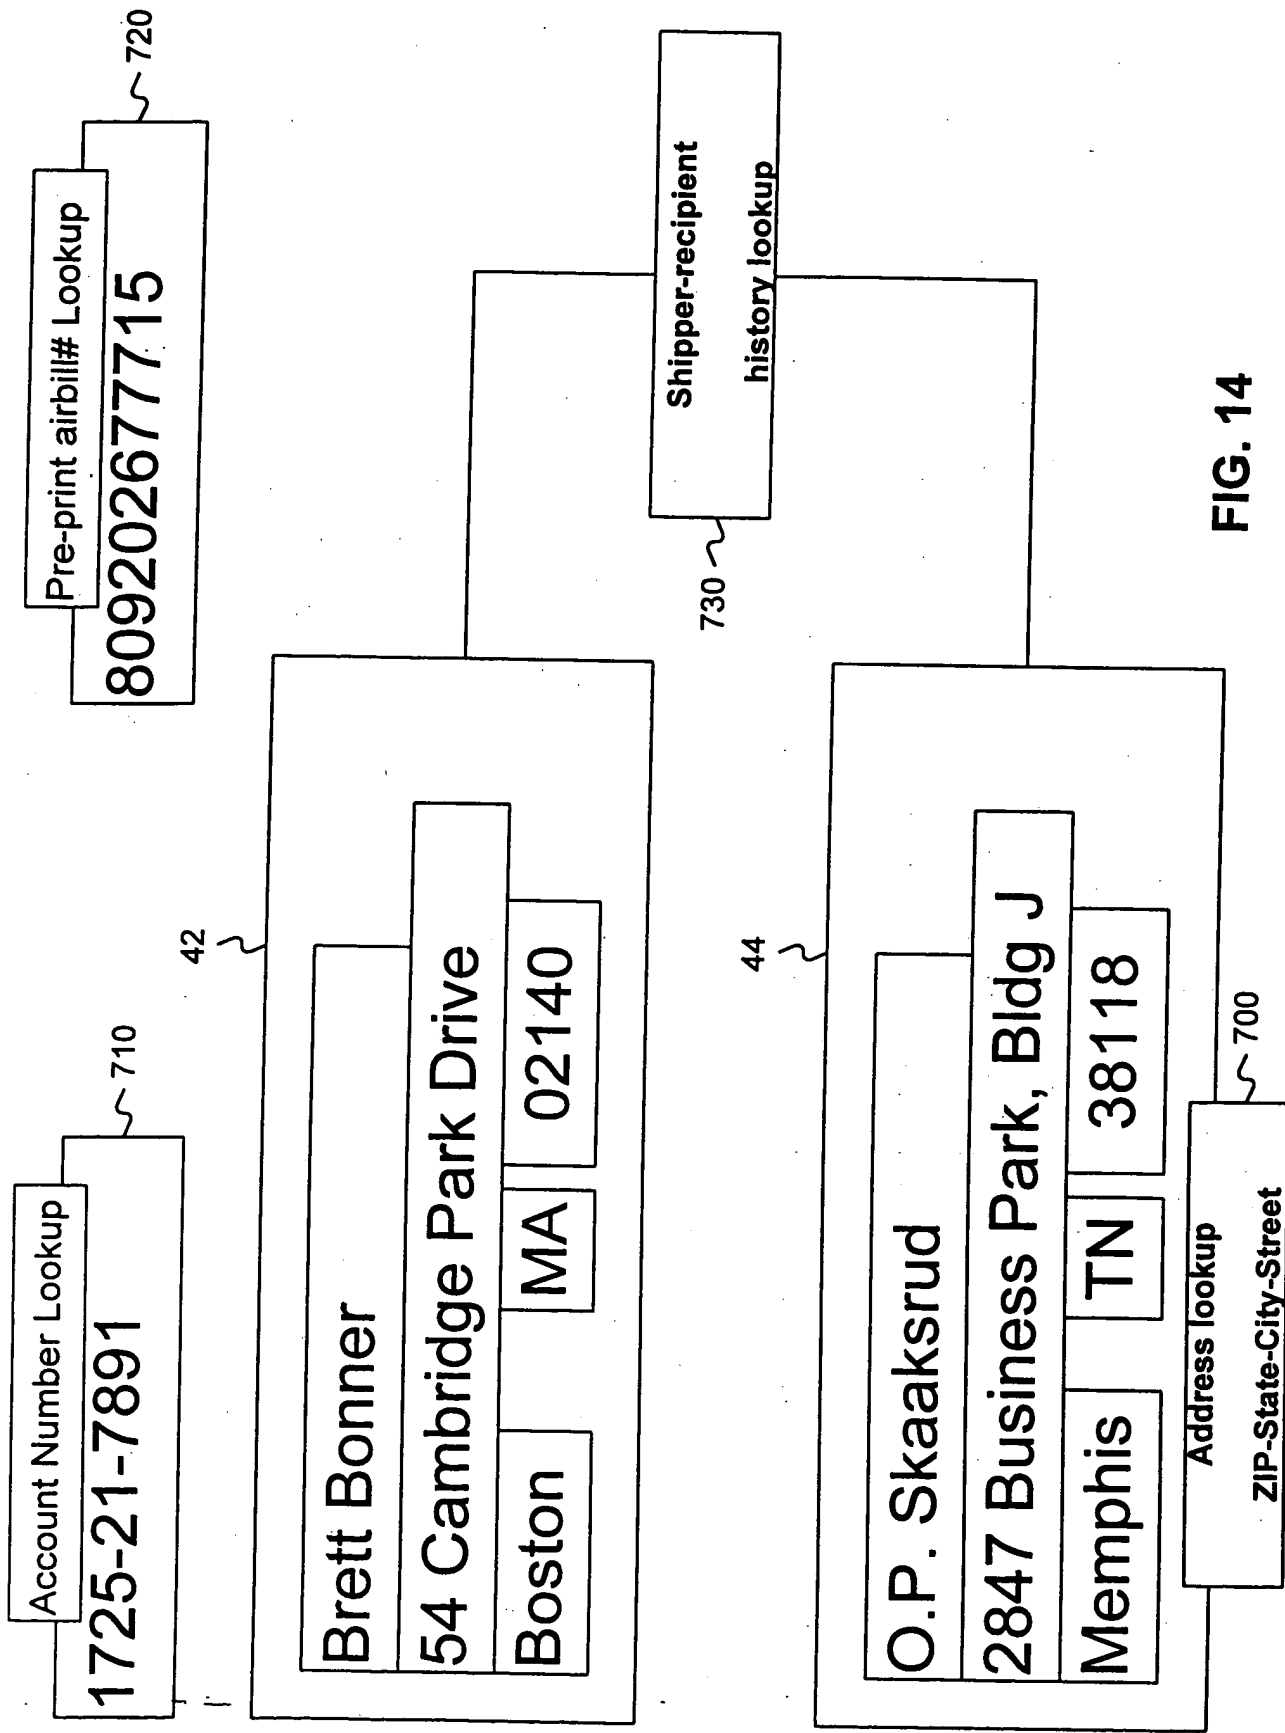 Account Number Lookup
1725-21-7891
710
Pre-print airbill# Lookup
809202677715
720
42
Brett Bonner
54 Cambridge Park Drive
Boston
MA
02140
Shipper-recipient
history lookup
730
44
O.P. Skaaksrud
2847 Business Park, Bldg J
Memphis
TN
38118
Address lookup
ZIP-State-City-Street
700
FIG. 14